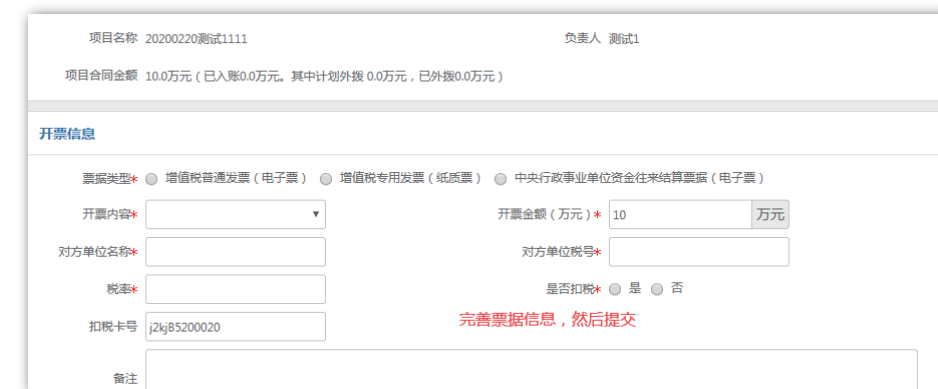 项目名称 20200220测试1111 负责人 测试1
项目合同金额 10.0万元(已入账0.0万元。其中计划外拨 0.0万元,已外拨0.0万元)
开票信息
票据类型* 增值税普通发票(电子票) 增值税专用发票(纸质票) 中央行政事业单位资金往来结算票据(电子票)
开票内容* 开票金额(万元)* 10 万元
对方单位名称* 对方单位税号*
税率* 是否扣税* 是 否
扣税卡号 j2kjB5200020 完善票据信息,然后提交
备注